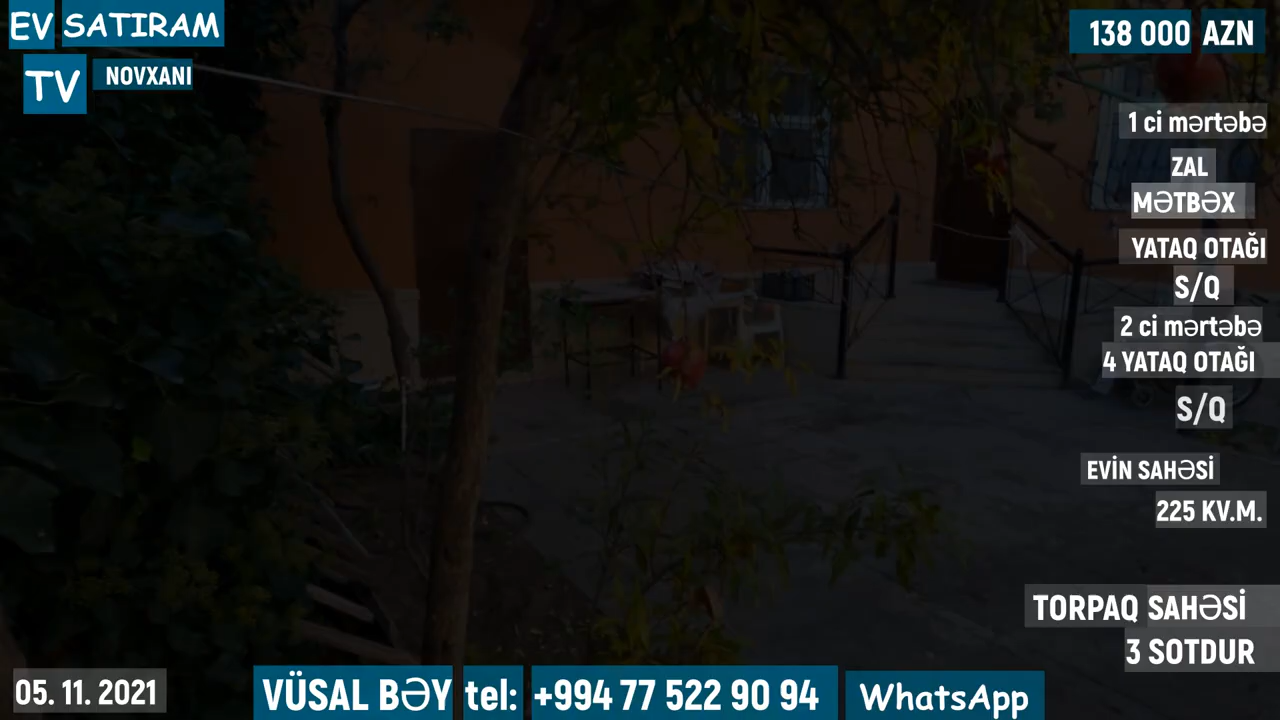 EV SATIRAM
TV NOVXANI
138 000 AZN
1 ci mərtəbə
ZAL
MƏTBƏX
YATAQ OTAĞI
S/Q
2 ci mərtəbə
4 YATAQ OTAĞI
S/Q
EVİN SAHƏSİ
225 KV.M.
TORPAQ SAHƏSİ
3 SOTDUR
05. 11. 2021
VÜSAL BƏY tel: +994 77 522 90 94 WhatsApp